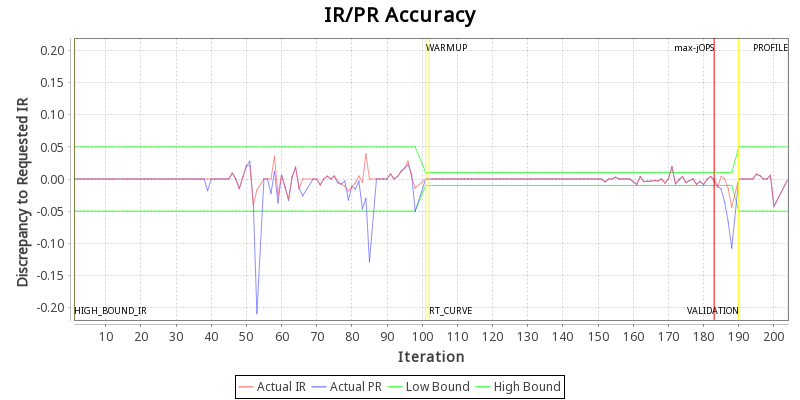 IR/PR Accuracy
Discrepancy to Requested IR
0.20
0.15
0.10
0.05
0.00
-0.05
-0.10
-0.15
-0.20
WARMUP
max-jOPS
PROFILE
HIGH_BOUND_IR
RT_CURVE
VALIDATION
10 20 30 40 50 60 70 80 90 100 110 120 130 140 150 160 170 180 190 200
Iteration
Actual IR Actual PR Low Bound High Bound